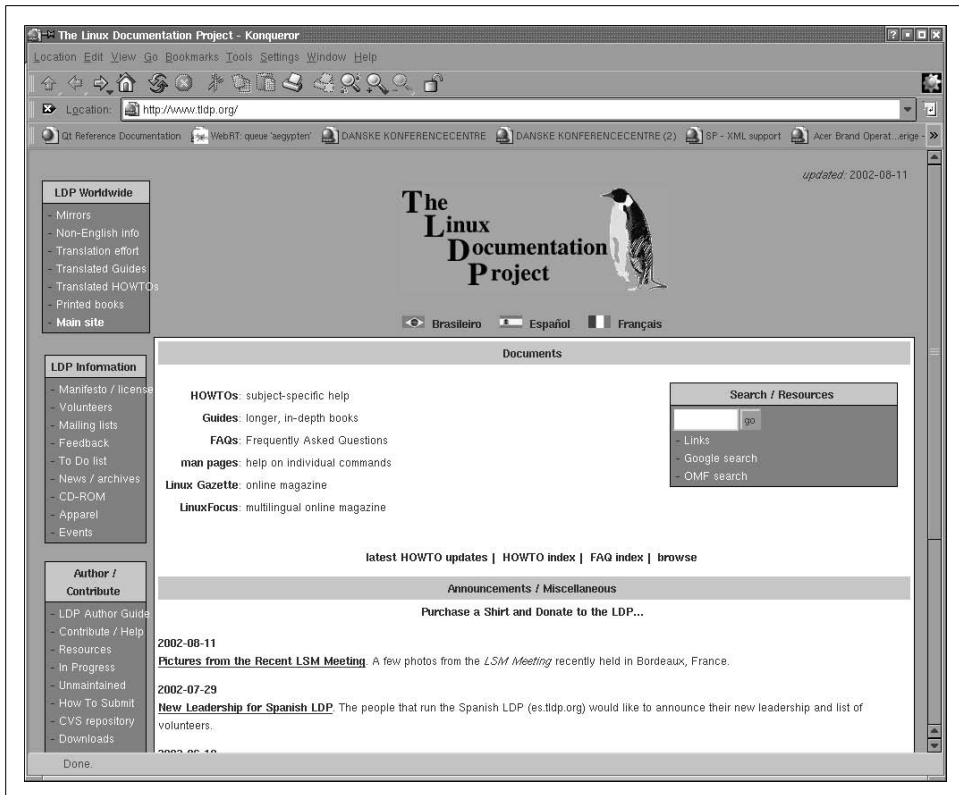 The Linux Documentation Project - Konqueror
Location Edit View Go Bookmarks Tools Settings Window Help
Location: http://www.tldp.org/
Qt Reference Documentation WebRT: queue 'aegypten' DANSKE KONFERENCECENTRE DANSKE KONFERENCECENTRE (2) SP - XML support Acer Brand Operat...erige -
updated: 2002-08-11
The
Linux
Documentation
Project
Brasileiro Español Français
LDP Worldwide
- Mirrors
- Non-English info
- Translation effort
- Translated Guides
- Translated HOWTOs
- Printed books
- Main site
LDP Information
- Manifesto / license
- Volunteers
- Mailing lists
- Feedback
- To Do list
- News / archives
- CD-ROM
- Apparel
- Events
Author /
Contribute
- LDP Author Guide
- Contribute / Help
- Resources
- In Progress
- Unmaintained
- How To Submit
- CVS repository
- Downloads
Documents
HOWTOs: subject-specific help
Guides: longer, in-depth books
FAQs: Frequently Asked Questions
man pages: help on individual commands
Linux Gazette: online magazine
LinuxFocus: multilingual online magazine
Search / Resources
go
- Links
- Google search
- OMF search
latest HOWTO updates | HOWTO index | FAQ index | browse
Announcements / Miscellaneous
Purchase a Shirt and Donate to the LDP...
2002-08-11
Pictures from the Recent LSM Meeting. A few photos from the LSM Meeting recently held in Bordeaux, France.
2002-07-29
New Leadership for Spanish LDP. The people that run the Spanish LDP (es.tldp.org) would like to announce their new leadership and list of
volunteers.
Done.